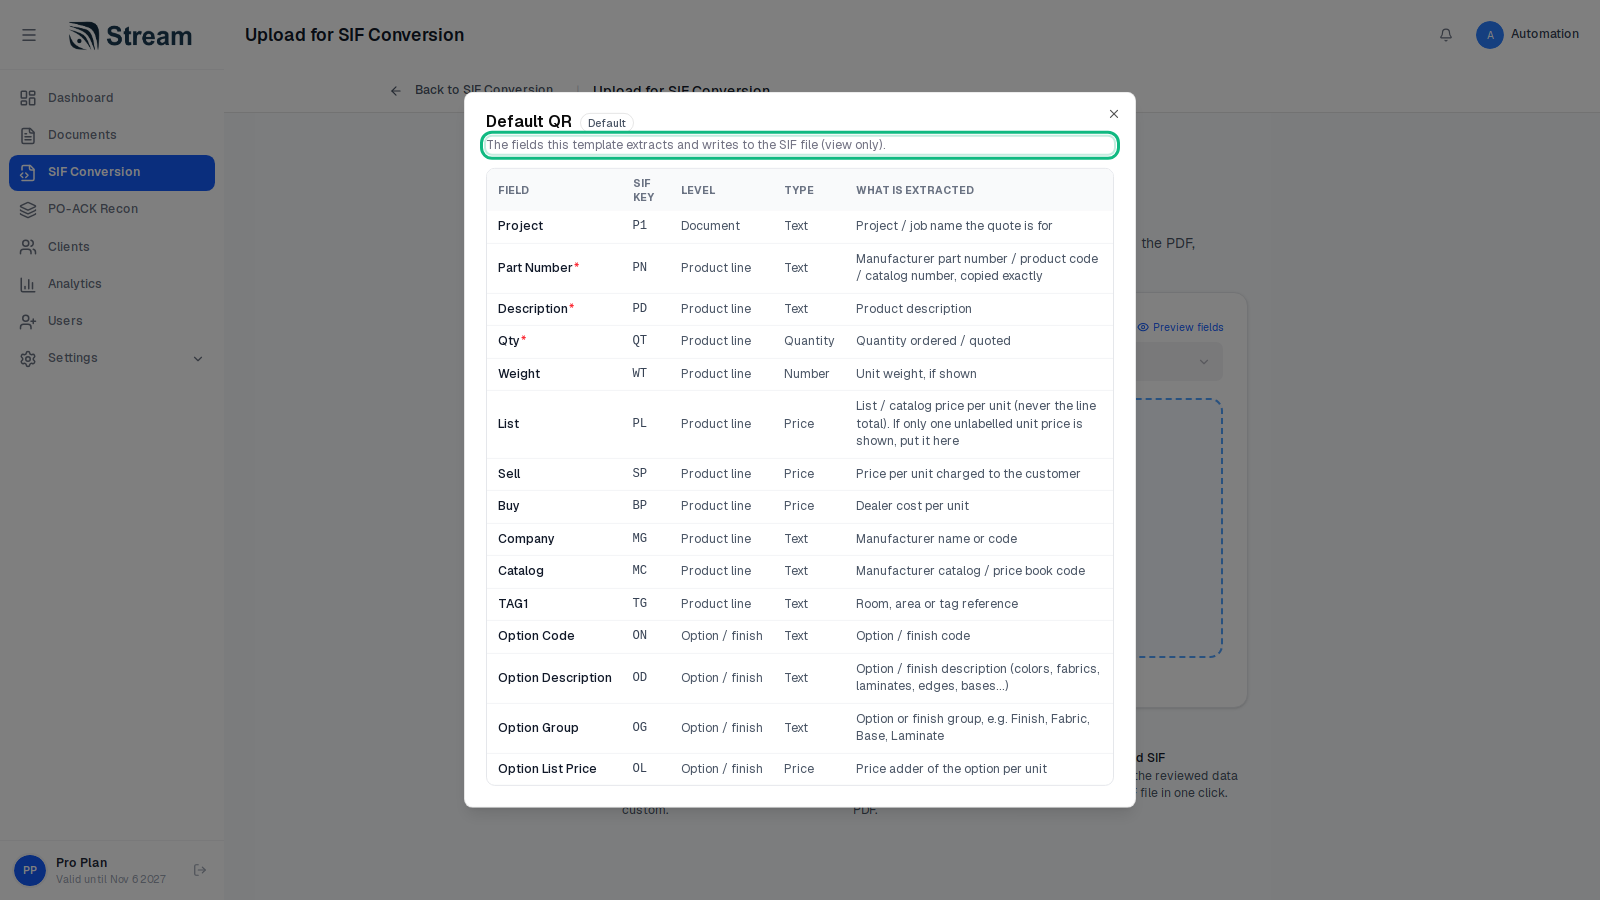 Stream
Upload for SIF Conversion
A
Automation
Dashboard
Documents
SIF Conversion
PO-ACK Recon
Clients
Analytics
Users
Settings
Back to SIF Conversion
Upload for SIF Conversion
Default QR
Default
The fields this template extracts and writes to the SIF file (view only).
FIELD SIF KEY LEVEL TYPE WHAT IS EXTRACTED
Project P1 Document Text Project / job name the quote is for
Part Number* PN Product line Text Manufacturer part number / product code
/ catalog number, copied exactly
Description* PD Product line Text Product description
Qty* QT Product line Quantity Quantity ordered / quoted
Weight WT Product line Number Unit weight, if shown
List PL Product line Price List / catalog price per unit (never the line
total). If only one unlabelled unit price is
shown, put it here
Sell SP Product line Price Price per unit charged to the customer
Buy BP Product line Price Dealer cost per unit
Company MG Product line Text Manufacturer name or code
Catalog MC Product line Text Manufacturer catalog / price book code
TAG1 TG Product line Text Room, area or tag reference
Option Code ON Option / finish Text Option / finish code
Option Description OD Option / finish Text Option / finish description (colors, fabrics,
laminates, edges, bases...)
Option Group OG Option / finish Text Option or finish group, e.g. Finish, Fabric,
Base, Laminate
Option List Price OL Option / finish Price Price adder of the option per unit
the PDF,
Preview fields
d SIF
the reviewed data
file in one click.
custom.
PDF.
PP
Pro Plan
Valid until Nov 6 2027